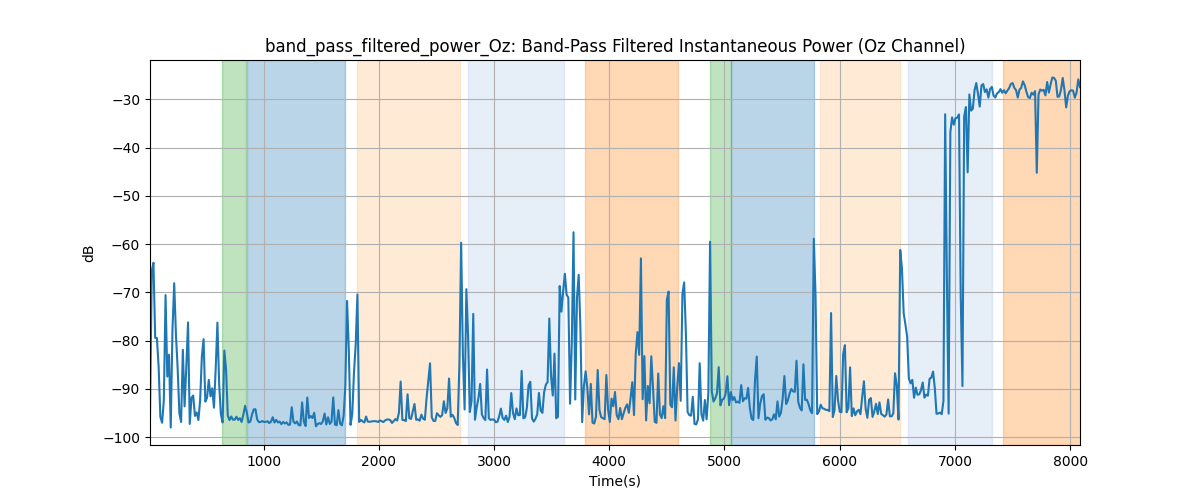 band_pass_filtered_power_Oz: Band-Pass Filtered Instantaneous Power (Oz Channel)
dB
−30
−40
−50
−60
−70
−80
−90
−100
1000 2000 3000 4000 5000 6000 7000 8000
Time(s)